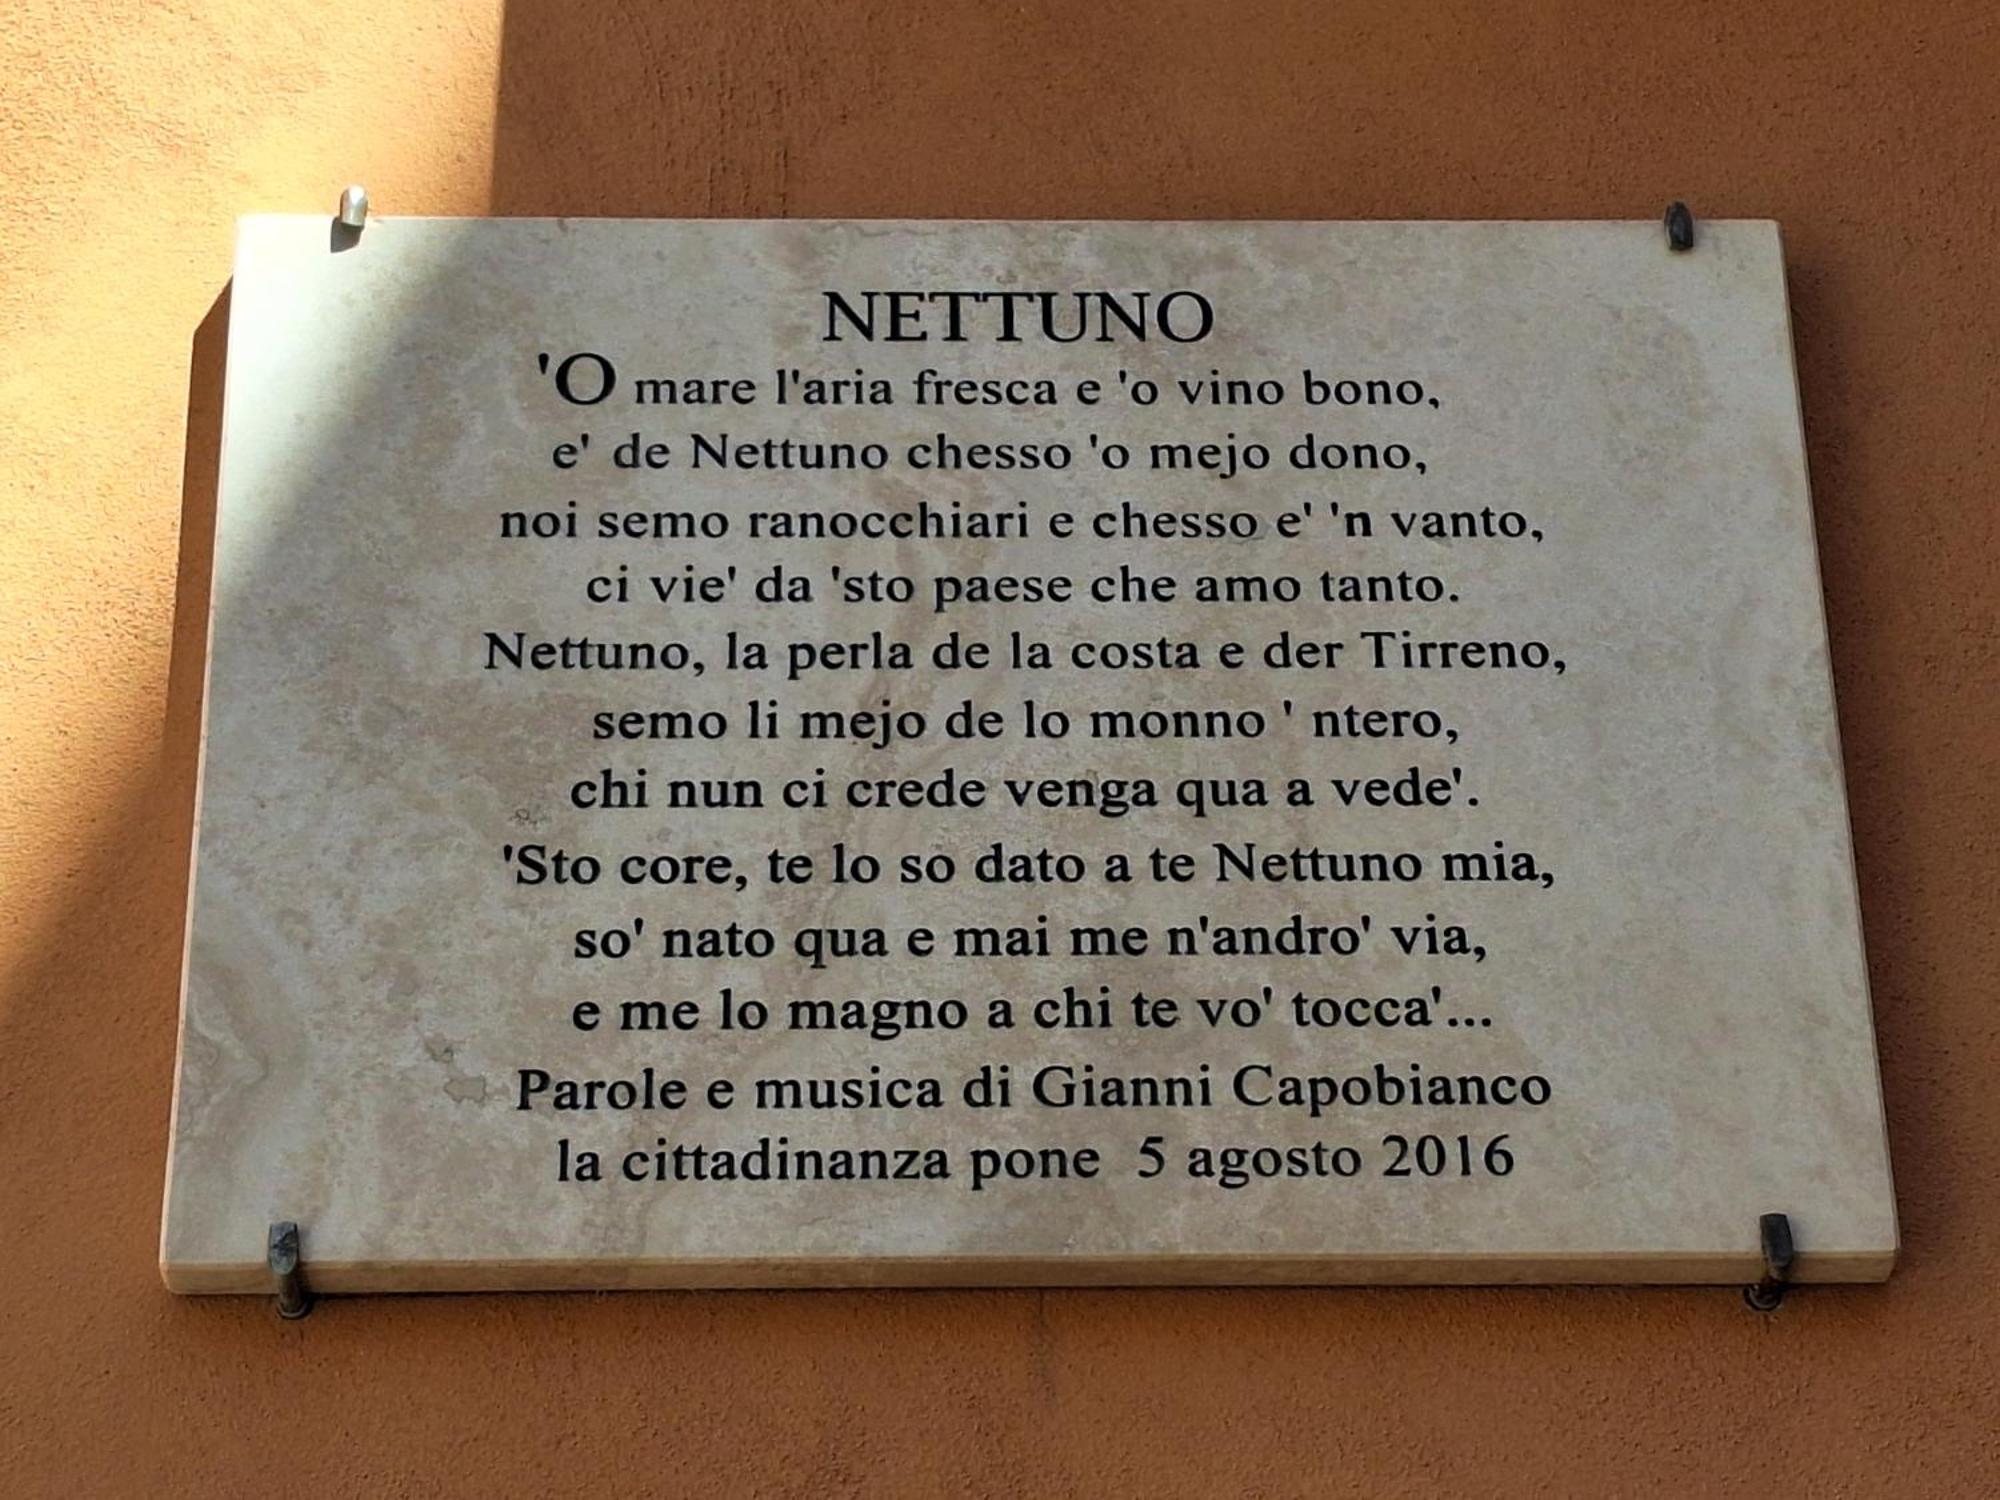 NETTUNO
'O mare l'aria fresca e 'o vino bono,
e' de Nettuno chesso 'o mejo dono,
noi semo ranocchiari e chesso e' 'n vanto,
ci vie' da 'sto paese che amo tanto.
Nettuno, la perla de la costa e der Tirreno,
semo li mejo de lo monno ' ntero,
chi nun ci crede venga qua a vede'.
'Sto core, te lo so dato a te Nettuno mia,
so' nato qua e mai me n'andro' via,
e me lo magno a chi te vo' tocca'...
Parole e musica di Gianni Capobianco
la cittadinanza pone  5 agosto 2016